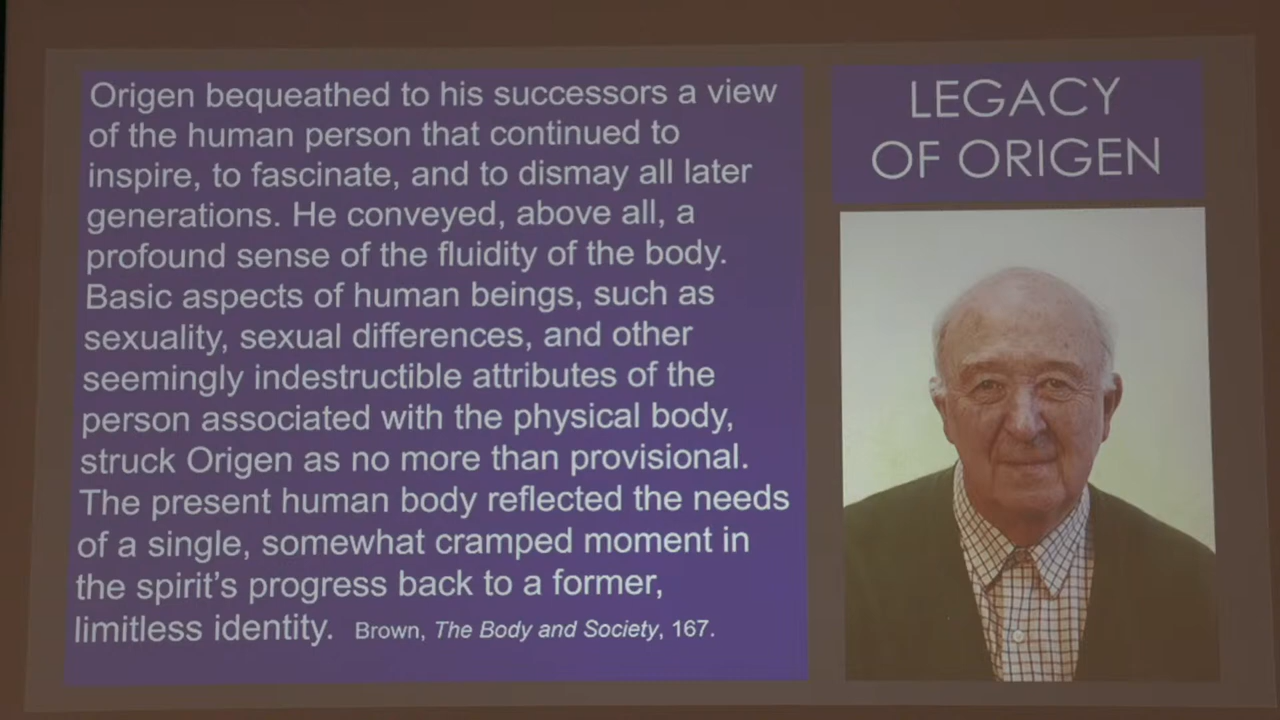 Origen bequeathed to his successors a view
of the human person that continued to
inspire, to fascinate, and to dismay all later
generations. He conveyed, above all, a
profound sense of the fluidity of the body.
Basic aspects of human beings, such as
sexuality, sexual differences, and other
seemingly indestructible attributes of the
person associated with the physical body,
struck Origen as no more than provisional.
The present human body reflected the needs
of a single, somewhat cramped moment in
the spirit’s progress back to a former,
limitless identity. Brown, The Body and Society, 167.
LEGACY
OF ORIGEN